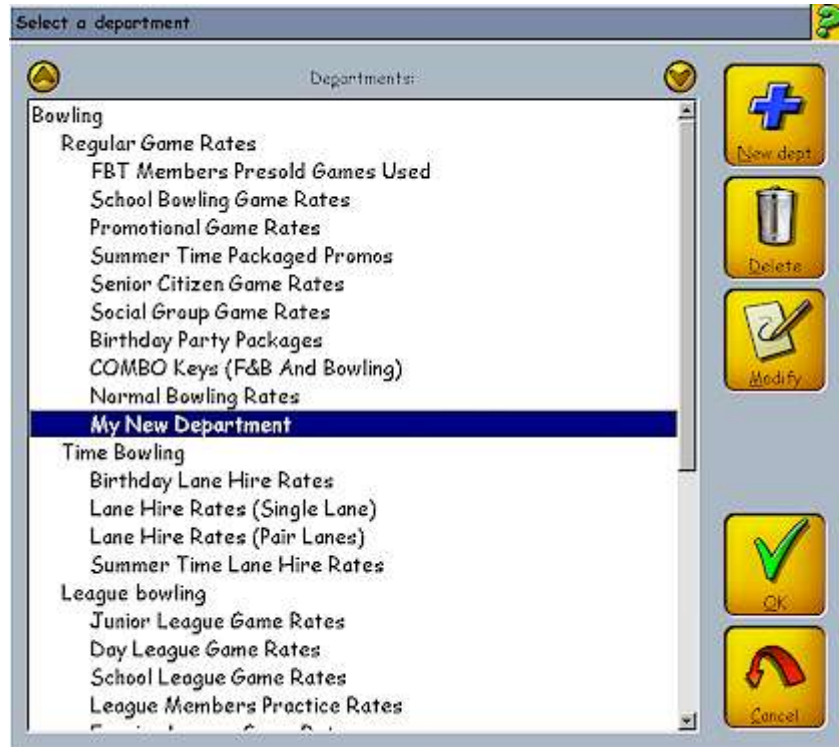 Select a department
Departments:
Bowling
Regular Game Rates
FBT Members Presold Games Used
School Bowling Game Rates
Promotional Game Rates
Summer Time Packaged Promos
Senior Citizen Game Rates
Social Group Game Rates
Birthday Party Packages
COMBO Keys (F&B And Bowling)
Normal Bowling Rates
My New Department
Time Bowling
Birthday Lane Hire Rates
Lane Hire Rates (Single Lane)
Lane Hire Rates (Pair Lanes)
Summer Time Lane Hire Rates
League bowling
Junior League Game Rates
Day League Game Rates
School League Game Rates
League Members Practice Rates
New dept
Delete
Modify
OK
Cancel